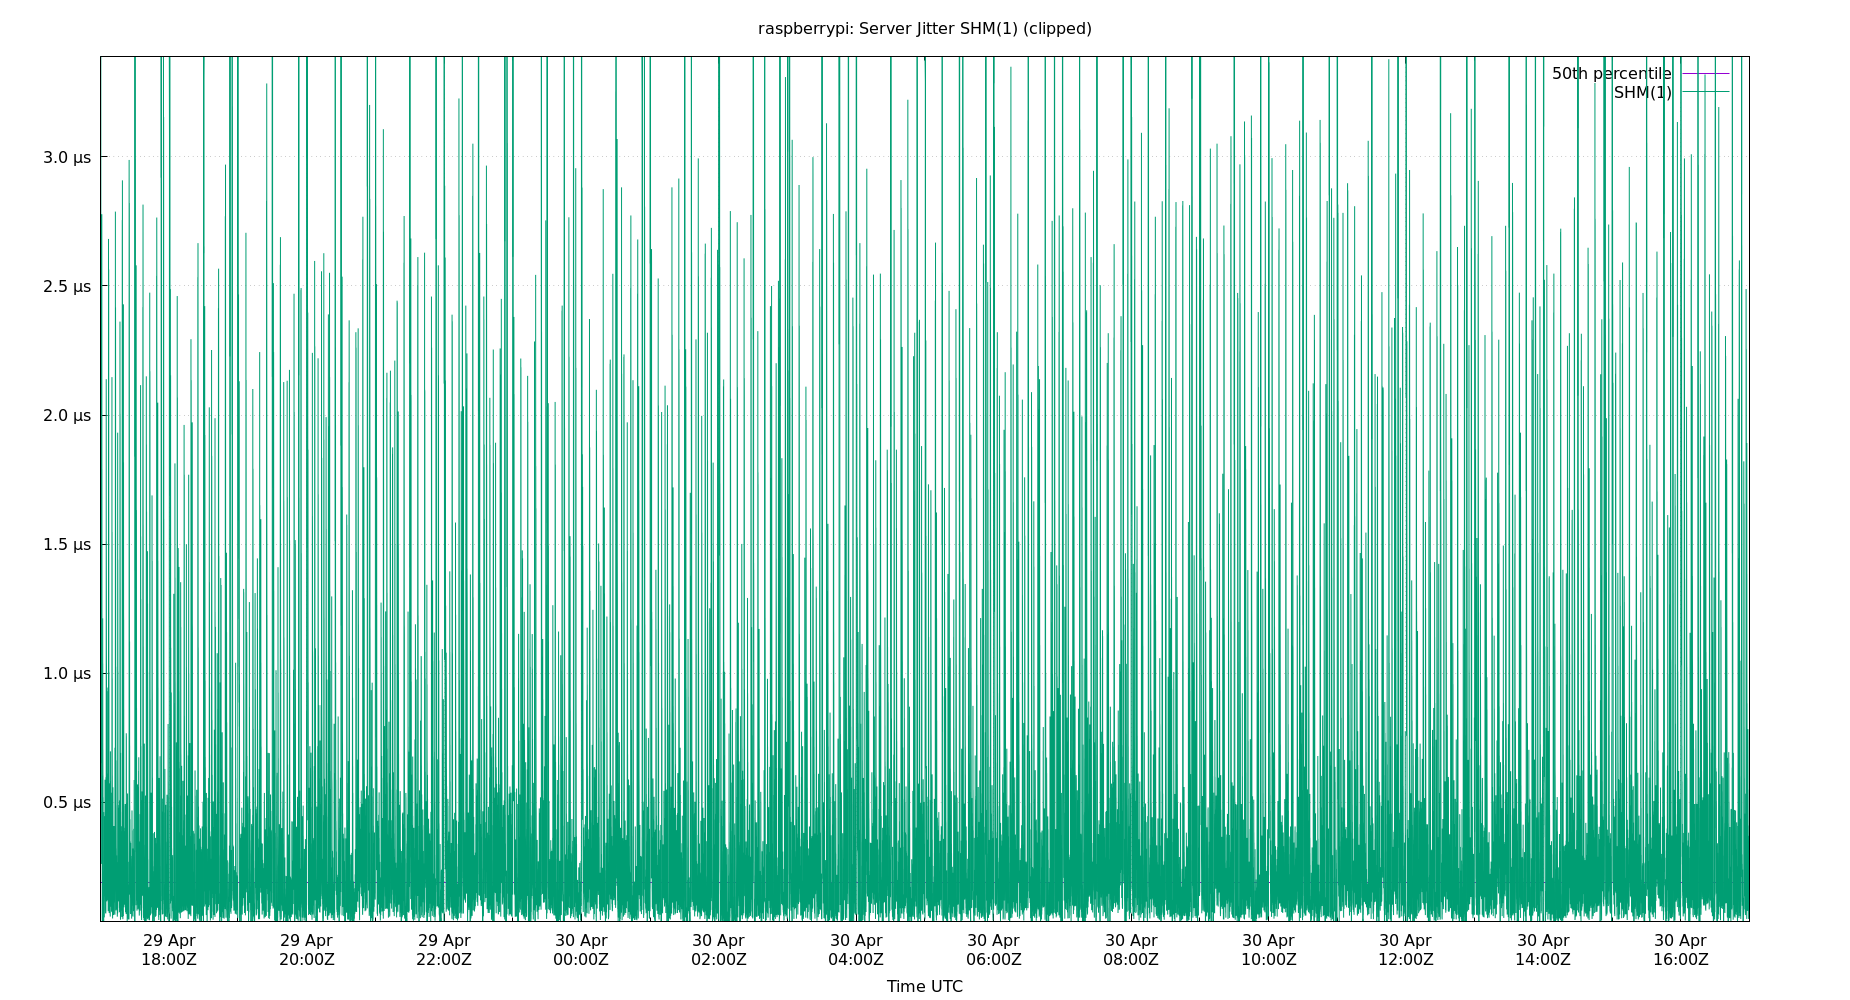 raspberrypi: Server Jitter SHM(1) (clipped)
50th percentile
SHM(1)
3.0 µs
2.5 µs
2.0 µs
1.5 µs
1.0 µs
0.5 µs
29 Apr 29 Apr 29 Apr 30 Apr 30 Apr 30 Apr 30 Apr 30 Apr 30 Apr 30 Apr 30 Apr 30 Apr
18:00Z 20:00Z 22:00Z 00:00Z 02:00Z 04:00Z 06:00Z 08:00Z 10:00Z 12:00Z 14:00Z 16:00Z
Time UTC